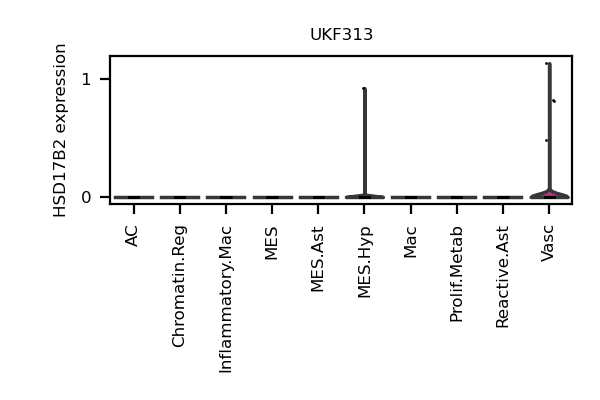 UKF313
HSD17B2 expression
1
0
AC
Chromatin.Reg
Inflammatory.Mac
MES
MES.Ast
MES.Hyp
Mac
Prolif.Metab
Reactive.Ast
Vasc